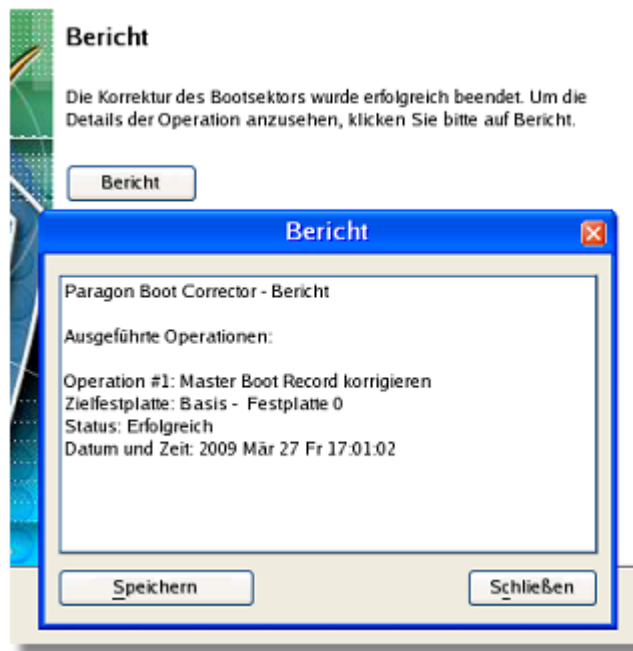 Bericht
Die Korrektur des Bootsektors wurde erfolgreich beendet. Um die
Details der Operation anzusehen, klicken Sie bitte auf Bericht.
Bericht
Bericht
Paragon Boot Corrector - Bericht
Ausgeführte Operationen:
Operation #1: Master Boot Record korrigieren
Zielfestplatte: Basis - Festplatte 0
Status: Erfolgreich
Datum und Zeit: 2009 Mär 27 Fr 17:01:02
Speichern
Schließen